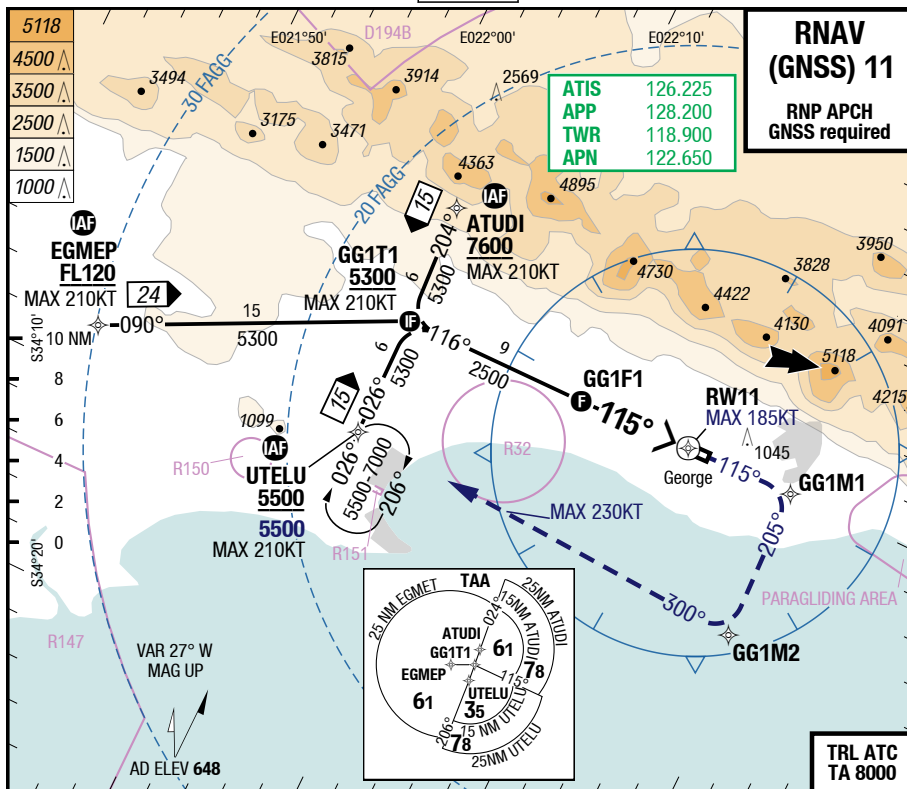 5118
4500
3500
2500
1500
1000
E021°50'
D194B
E022°00'
E022°10'
RNAV
(GNSS) 11
RNP APCH
GNSS required
ATIS 126.225
APP 128.200
TWR 118.900
APN 122.650
3815
3494
3914
2569
3175
3471
30 FAGG
20 FAGG
4363
4895
IAF
EGMEP
FL120
MAX 210KT
24
15
204°
IAF
ATUDI
7600
MAX 210KT
GG1T1
5300
MAX 210KT
6
5300
3950
3828
4730
4422
4130
4091
5118
4215
S34°10'
10 NM
090°
15
5300
IF
116°
9
2500
GG1F1
F
115°
RW11
MAX 185KT
1045
George
115°
GG1M1
205°
8
6
4
2
0
S34°20'
6
5300
15
026°
1099
IAF
R150
UTELU
5500
5500
MAX 210KT
026°
5500-7000
206°
R151
R32
MAX 230KT
300°
GG1M2
PARAGLIDING AREA
R147
VAR 27° W
MAG UP
AD ELEV 648
TAA
25 NM EGMET
024°
15NM ATUDI
25NM ATUDI
ATUDI
GG1T1
EGMEP
61
61
78
115°
UTELU
35
206°
15 NM UTELU
78
25NM UTELU
TRL ATC
TA 8000